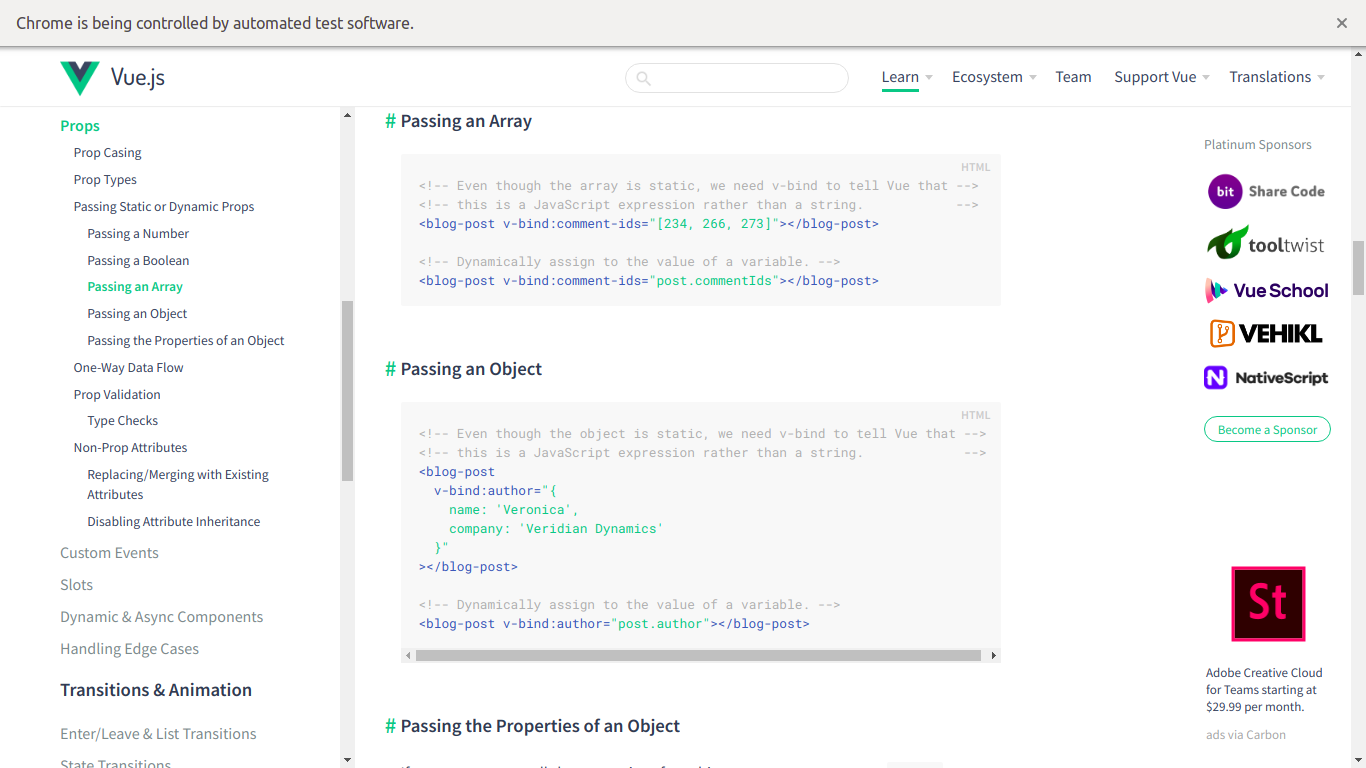 Chrome is being controlled by automated test software.
Vue.js
Learn
Ecosystem
Team
Support Vue
Translations
Props
Prop Casing
Prop Types
Passing Static or Dynamic Props
Passing a Number
Passing a Boolean
Passing an Array
Passing an Object
Passing the Properties of an Object
One-Way Data Flow
Prop Validation
Type Checks
Non-Prop Attributes
Replacing/Merging with Existing
Attributes
Disabling Attribute Inheritance
Custom Events
Slots
Dynamic & Async Components
Handling Edge Cases
Transitions & Animation
Enter/Leave & List Transitions
State Transitions
# Passing an Array
HTML
<!-- Even though the array is static, we need v-bind to tell Vue that -->
<!-- this is a JavaScript expression rather than a string. -->
<blog-post v-bind:comment-ids="[234, 266, 273]"></blog-post>
<!-- Dynamically assign to the value of a variable. -->
<blog-post v-bind:comment-ids="post.commentIds"></blog-post>
# Passing an Object
HTML
<!-- Even though the object is static, we need v-bind to tell Vue that -->
<!-- this is a JavaScript expression rather than a string. -->
<blog-post
v-bind:author="{
name: 'Veronica',
company: 'Veridian Dynamics'
}"
></blog-post>
<!-- Dynamically assign to the value of a variable. -->
<blog-post v-bind:author="post.author"></blog-post>
# Passing the Properties of an Object
Platinum Sponsors
bit Share Code
tooltwist
Vue School
VEHIKL
N NativeScript
Become a Sponsor
St
Adobe Creative Cloud
for Teams starting at
$29.99 per month.
ads via Carbon